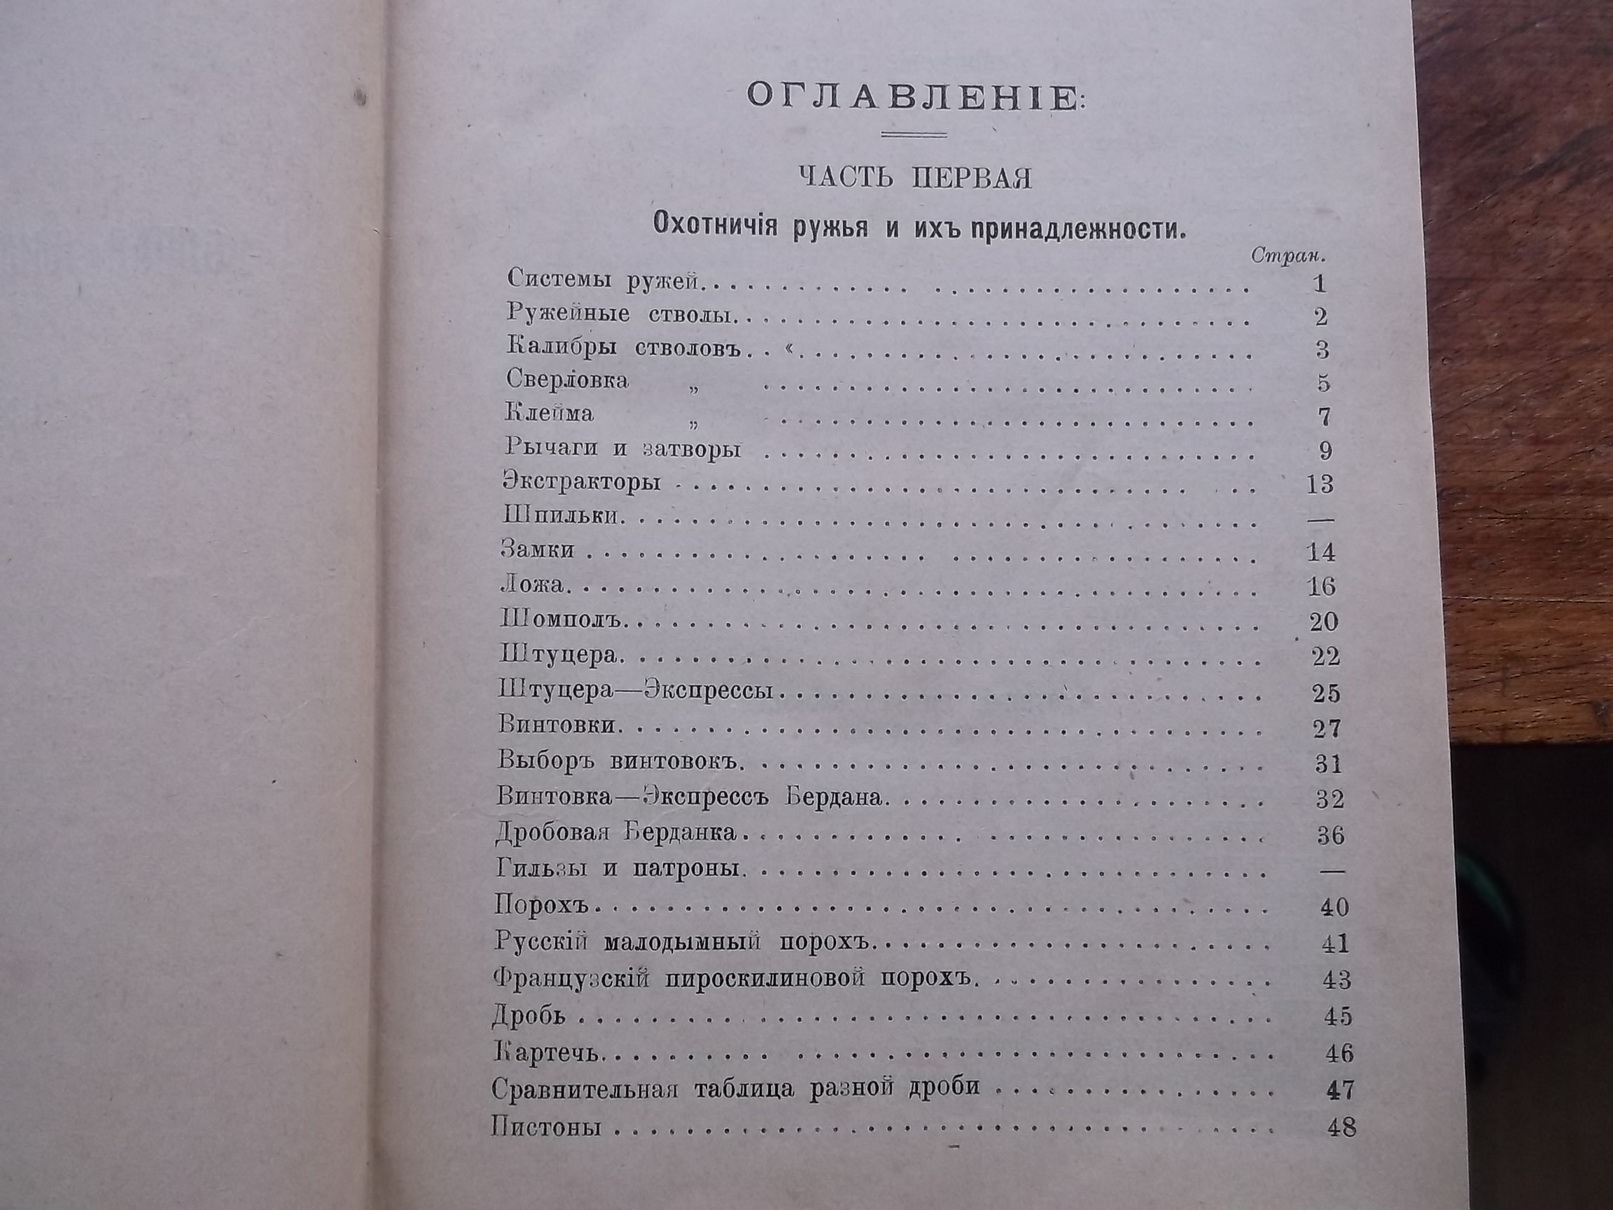 ОГЛАВЛЕНІЕ:
ЧАСТЬ ПЕРВАЯ
Охотничія ружья и ихъ принадлежности.
Стран.
Системы ружей. . . . . . . . . . . . . . . . . . . . . . . . . . . . . . 1
Ружейные стволы. . . . . . . . . . . . . . . . . . . . . . . . . . . . . 2
Калибры стволовъ. . « . . . . . . . . . . . . . . . . . . . . . . . . . . 3
Сверловка „ . . . . . . . . . . . . . . . . . . . . . . . . . . . . 5
Клейма „ . . . . . . . . . . . . . . . . . . . . . . . . . . . . 7
Рычаги и затворы . . . . . . . . . . . . . . . . . . . . . . . . . . . . 9
Экстракторы . . . . . . . . . . . . . . . . . . . . . . . . . . . . . . 13
Шпильки. . . . . . . . . . . . . . . . . . . . . . . . . . . . . . . . . —
Замки . . . . . . . . . . . . . . . . . . . . . . . . . . . . . . . . . 14
Ложа. . . . . . . . . . . . . . . . . . . . . . . . . . . . . . . . . . 16
Шомполъ. . . . . . . . . . . . . . . . . . . . . . . . . . . . . . . . 20
Штуцера. . . . . . . . . . . . . . . . . . . . . . . . . . . . . . . . 22
Штуцера—Экспрессы . . . . . . . . . . . . . . . . . . . . . . . . . . . 25
Винтовки. . . . . . . . . . . . . . . . . . . . . . . . . . . . . . . . 27
Выборъ винтовокъ. . . . . . . . . . . . . . . . . . . . . . . . . . . . 31
Винтовка—Экспрессъ Бердана. . . . . . . . . . . . . . . . . . . . . . . 32
Дробовая Берданка . . . . . . . . . . . . . . . . . . . . . . . . . . . 36
Гильзы и патроны. . . . . . . . . . . . . . . . . . . . . . . . . . . . —
Порохъ . . . . . . . . . . . . . . . . . . . . . . . . . . . . . . . . . 40
Русскій малодымный порохъ. . . . . . . . . . . . . . . . . . . . . . . 41
Французскій пироскилиновой порохъ. . . . . . . . . . . . . . . . . . . 43
Дробь . . . . . . . . . . . . . . . . . . . . . . . . . . . . . . . . . 45
Картечь. . . . . . . . . . . . . . . . . . . . . . . . . . . . . . . . 46
Сравнительная таблица разной дроби . . . . . . . . . . . . . . . . . 47
Пистоны . . . . . . . . . . . . . . . . . . . . . . . . . . . . . . . . 48